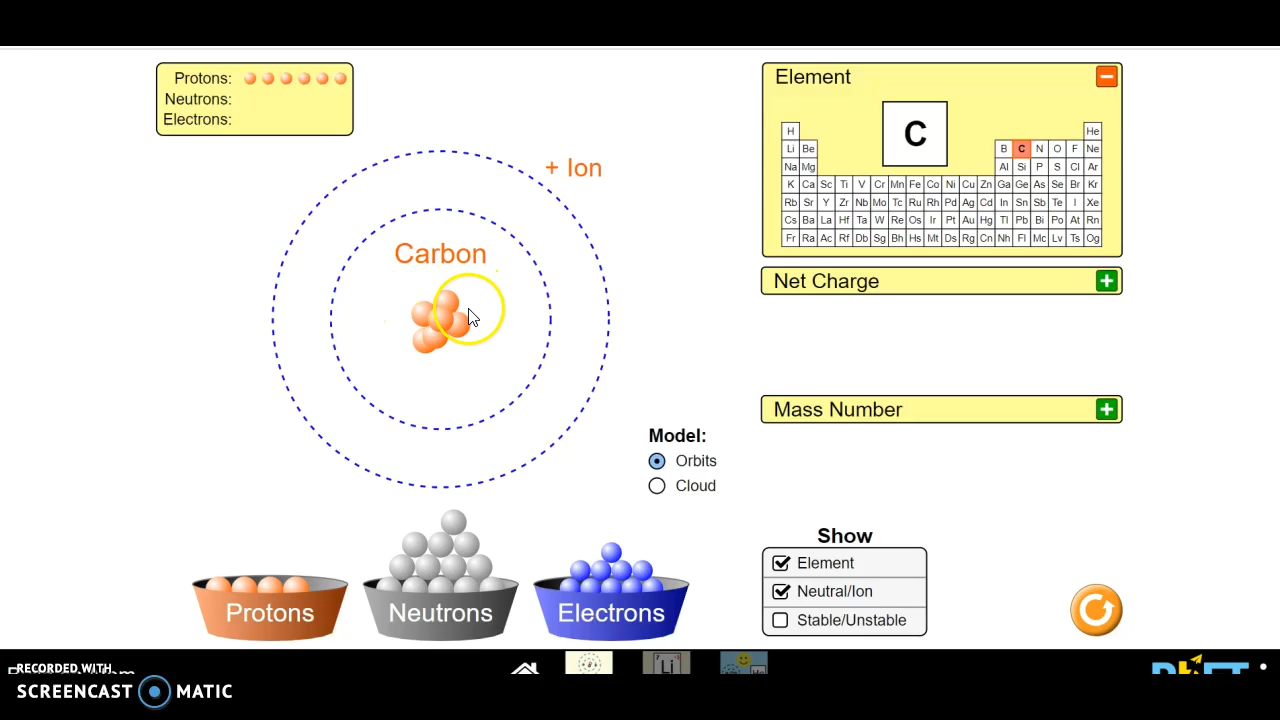 Protons:
Neutrons:
Electrons:
+ Ion
Carbon
Element
C
H He
Li Be B C N O F Ne
Na Mg Al Si P S Cl Ar
K Ca Sc Ti V Cr Mn Fe Co Ni Cu Zn Ga Ge As Se Br Kr
Rb Sr Y Zr Nb Mo Tc Ru Rh Pd Ag Cd In Sn Sb Te I Xe
Cs Ba La Hf Ta W Re Os Ir Pt Au Hg Tl Pb Bi Po At Rn
Fr Ra Ac Rf Db Sg Bh Hs Mt Ds Rg Cn Nh Fl Mc Lv Ts Og
Net Charge
Mass Number
Model:
Orbits
Cloud
Show
Element
Neutral/Ion
Stable/Unstable
Protons
Neutrons
Electrons
Li
RECORDED WITH
SCREENCAST MATIC